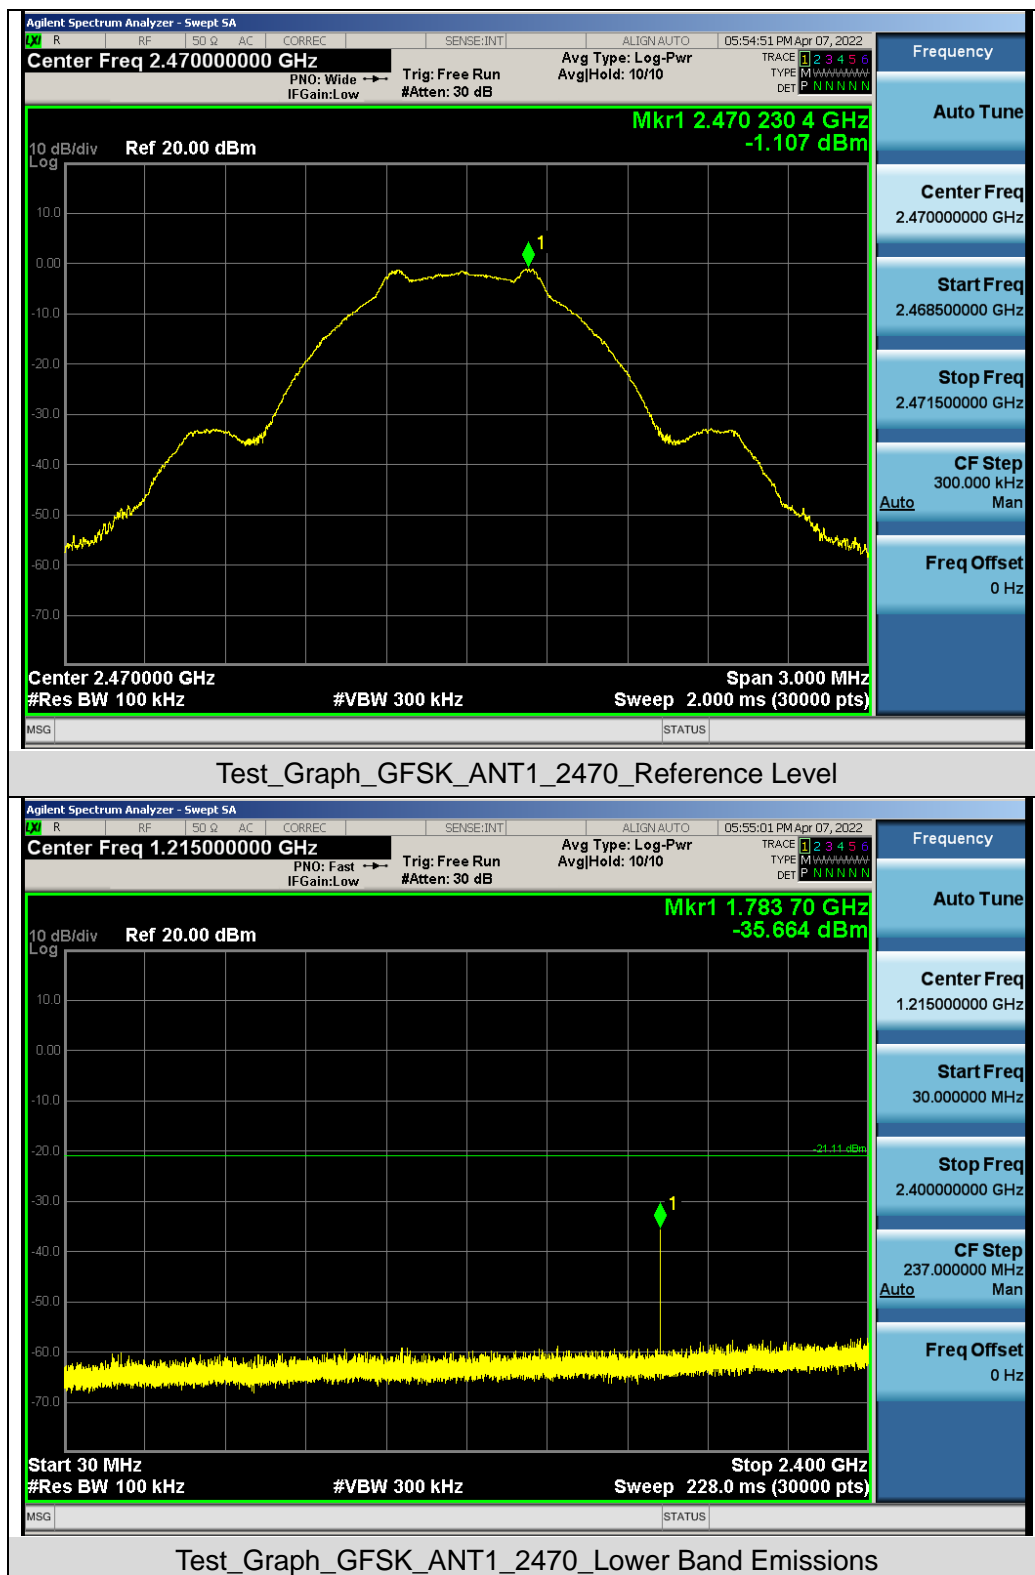 Agilent Spectrum Analyzer - Swept SA
LXI R RF 50 Ω AC CORREC SENSE:INT ALIGN AUTO 05:54:51 PM Apr 07, 2022
Center Freq 2.470000000 GHz
PNO: Wide
IFGain:Low
Trig: Free Run
#Atten: 30 dB
Avg Type: Log-Pwr
Avg|Hold: 10/10
TRACE 1 2 3 4 5 6
TYPE M
DET P N N N N N
Mkr1 2.470 230 4 GHz
-1.107 dBm
10 dB/div Ref 20.00 dBm
Log
10.0
0.00
-10.0
-20.0
-30.0
-40.0
-50.0
-60.0
-70.0
1
Center 2.470000 GHz Span 3.000 MHz
#Res BW 100 kHz #VBW 300 kHz Sweep 2.000 ms (30000 pts)
MSG STATUS
Frequency
Auto Tune
Center Freq
2.470000000 GHz
Start Freq
2.468500000 GHz
Stop Freq
2.471500000 GHz
CF Step
300.000 kHz
Auto Man
Freq Offset
0 Hz
Test_Graph_GFSK_ANT1_2470_Reference Level
Agilent Spectrum Analyzer - Swept SA
LXI R RF 50 Ω AC CORREC SENSE:INT ALIGN AUTO 05:55:01 PM Apr 07, 2022
Center Freq 1.215000000 GHz
PNO: Fast
IFGain:Low
Trig: Free Run
#Atten: 30 dB
Avg Type: Log-Pwr
Avg|Hold: 10/10
TRACE 1 2 3 4 5 6
TYPE M
DET P N N N N N
Mkr1 1.783 70 GHz
-35.664 dBm
10 dB/div Ref 20.00 dBm
Log
10.0
0.00
-10.0
-20.0
-30.0
-40.0
-50.0
-60.0
-70.0
-21.11 dBm
1
Start 30 MHz Stop 2.400 GHz
#Res BW 100 kHz #VBW 300 kHz Sweep 228.0 ms (30000 pts)
MSG STATUS
Frequency
Auto Tune
Center Freq
1.215000000 GHz
Start Freq
30.000000 MHz
Stop Freq
2.400000000 GHz
CF Step
237.000000 MHz
Auto Man
Freq Offset
0 Hz
Test_Graph_GFSK_ANT1_2470_Lower Band Emissions